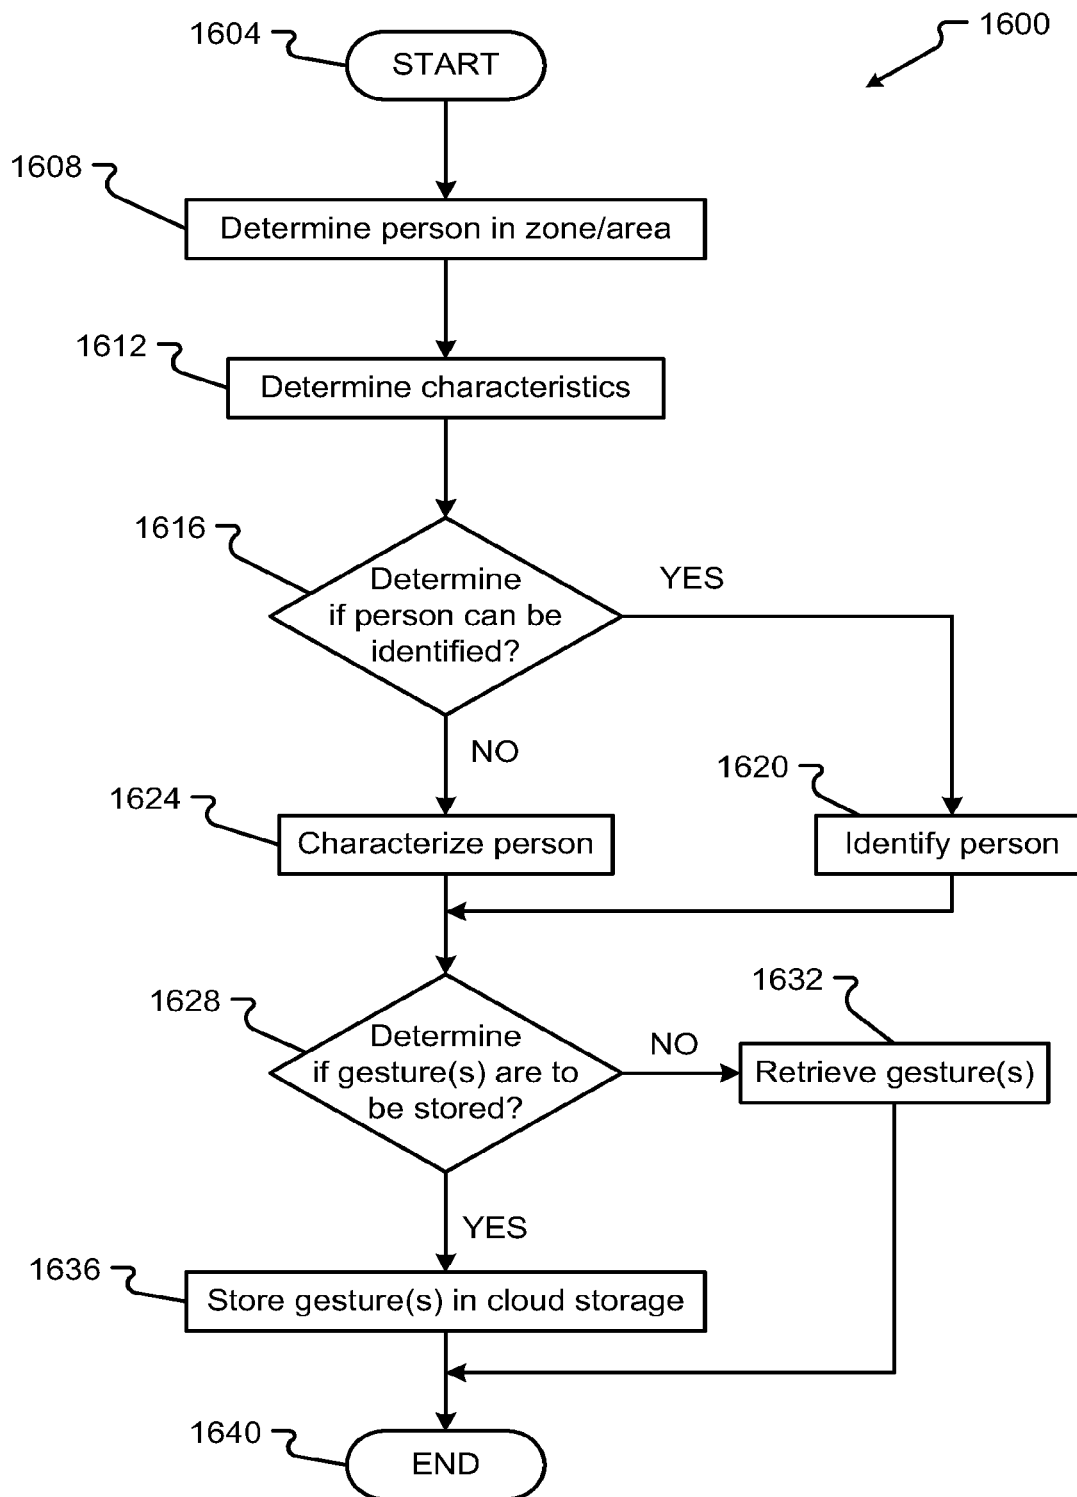 1600
1604
START
1608
Determine person in zone/area
1612
Determine characteristics
1616
Determine
if person can be
identified?
YES
NO
1620
1624
Characterize person
Identify person
1628
1632
Determine
if gesture(s) are to
be stored?
NO
Retrieve gesture(s)
YES
1636
Store gesture(s) in cloud storage
1640
END